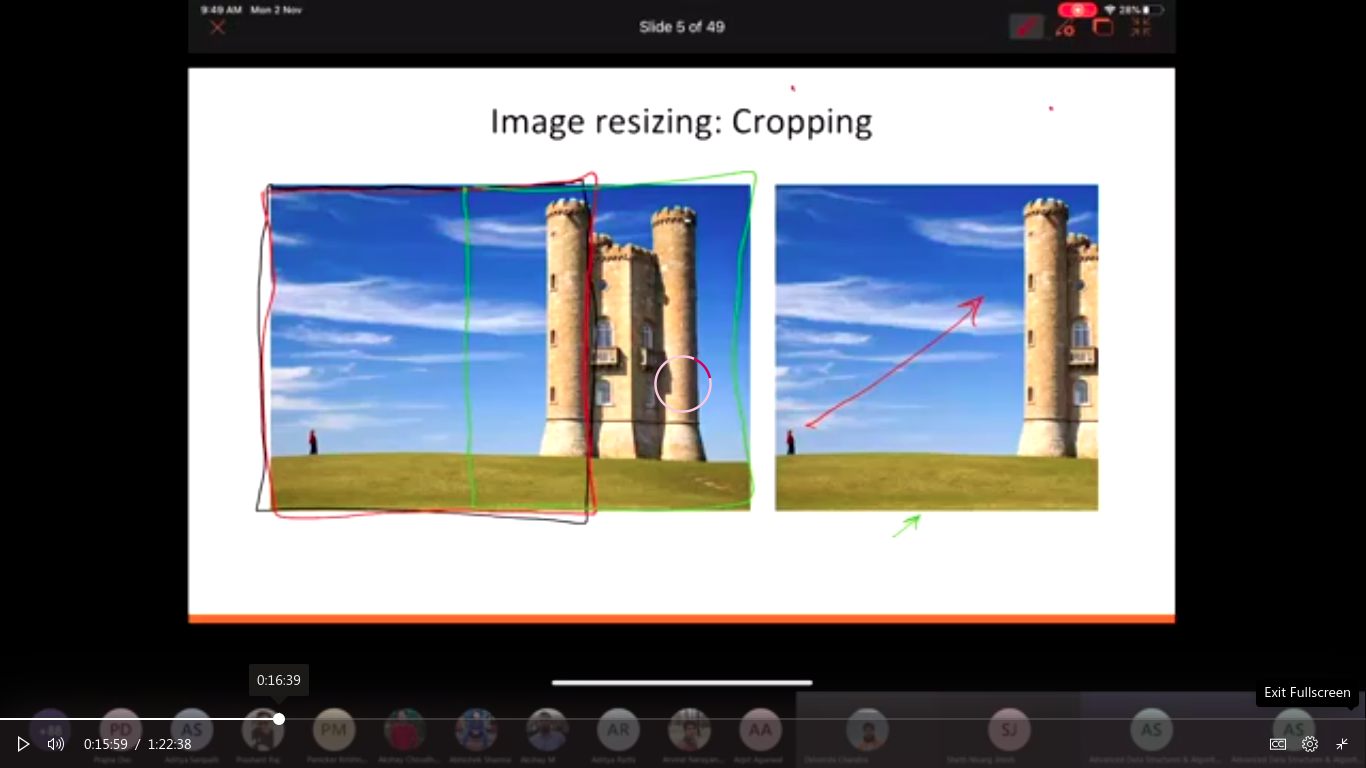 9:49 AM Mon 2 Nov
28%
Slide 5 of 49
Image resizing: Cropping
0:16:39
Exit Fullscreen
PD AS PM AR AA SJ AS AS
0:15:59 / 1:22:38
CC